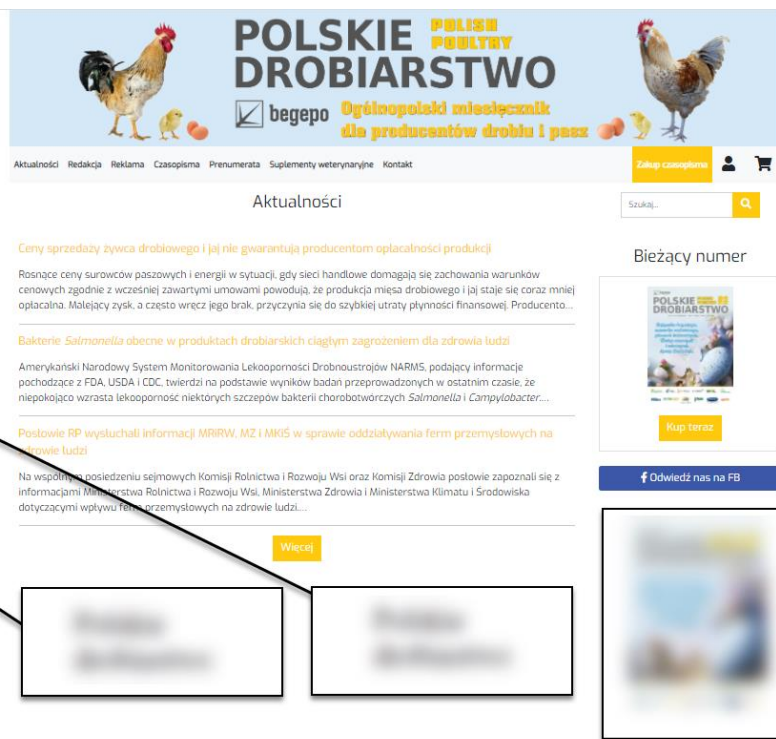 POLSKIE POLISH POULTRY
DROBIARSTWO
begepo Ogólnopolski miesięcznik
dla producentów drobiu i pasz
Aktualności Redakcja Reklama Czasopisma Prenumerata Suplementy weterynaryjne Kontakt
Zakup czasopisma
Aktualności
Szukaj...
Ceny sprzedaży żywca drobiowego i jaj nie gwarantują producentom opłacalności produkcji
Rosnące ceny surowców paszowych i energii w sytuacji, gdy sieci handlowe domagają się zachowania warunków
cenowych zgodnie z wcześniej zawartymi umowami powodują, że produkcja mięsa drobiowego i jaj staje się coraz mniej
opłacalna. Malejący zysk, a często wręcz jego brak, przyczynia się do szybkiej utraty płynności finansowej. Producento...
Bakterie Salmonella obecne w produktach drobiarskich ciągłym zagrożeniem dla zdrowia ludzi
Amerykański Narodowy System Monitorowania Lekooporności Drobnoustrojów NARMS, podający informacje
pochodzące z FDA, USDA i CDC, twierdzi na podstawie wyników badań przeprowadzonych w ostatnim czasie, że
niepokojąco wzrasta lekooporność niektórych szczepów bakterii chorobotwórczych Salmonella i Campylobacter....
Posłowie RP wysłuchali informacji MRiRW, MZ i MKiŚ w sprawie oddziaływania ferm przemysłowych na
zdrowie ludzi
Na wspólnym posiedzeniu sejmowych Komisji Rolnictwa i Rozwoju Wsi oraz Komisji Zdrowia posłowie zapoznali się z
informacjami Ministerstwa Rolnictwa i Rozwoju Wsi, Ministerstwa Zdrowia i Ministerstwa Klimatu i Środowiska
dotyczącymi wpływu ferm przemysłowych na zdrowie ludzi....
Więcej
Bieżący numer
POLSKIE
DROBIARSTWO
Kup teraz
Odwiedź nas na FB